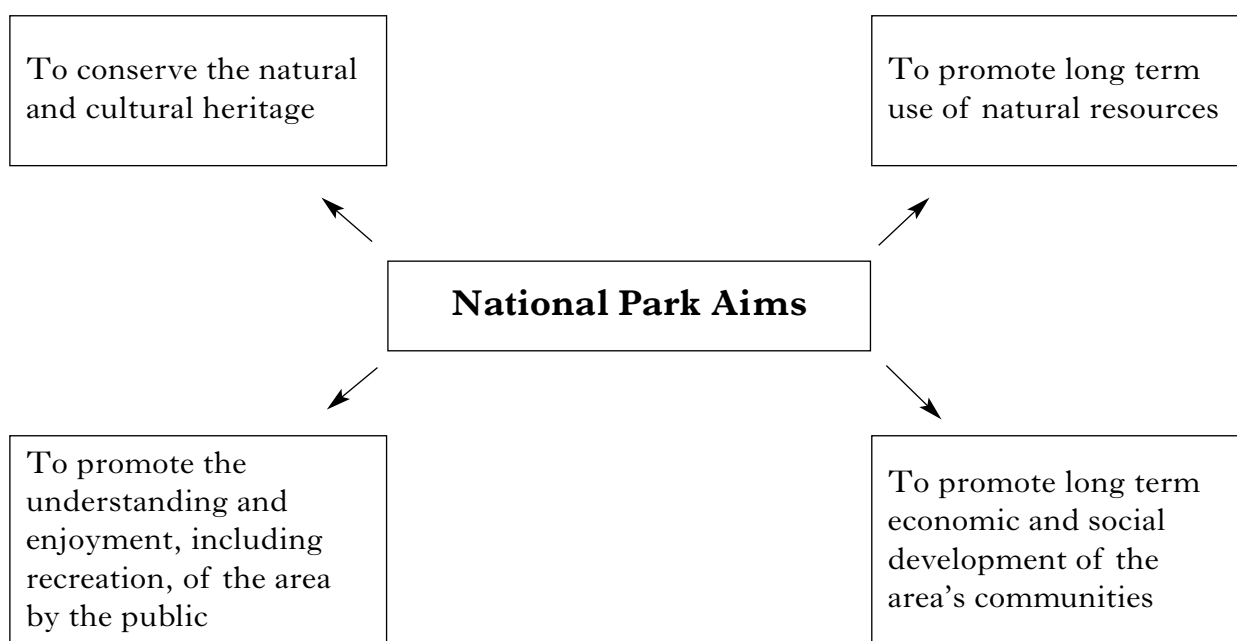 To conserve the natural
and cultural heritage
To promote long term
use of natural resources
National Park Aims
To promote the
understanding and
enjoyment, including
recreation, of the area
by the public
To promote long term
economic and social
development of the
area’s communities